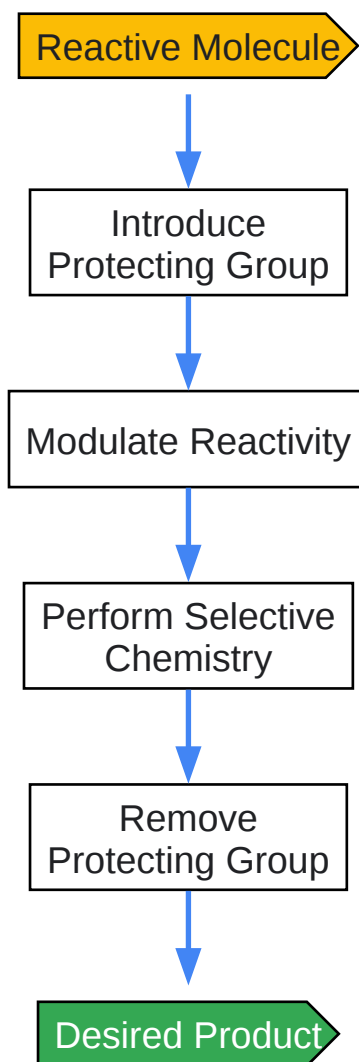 Reactive Molecule
Introduce
Protecting Group
Modulate Reactivity
Perform Selective
Chemistry
Remove
Protecting Group
Desired Product